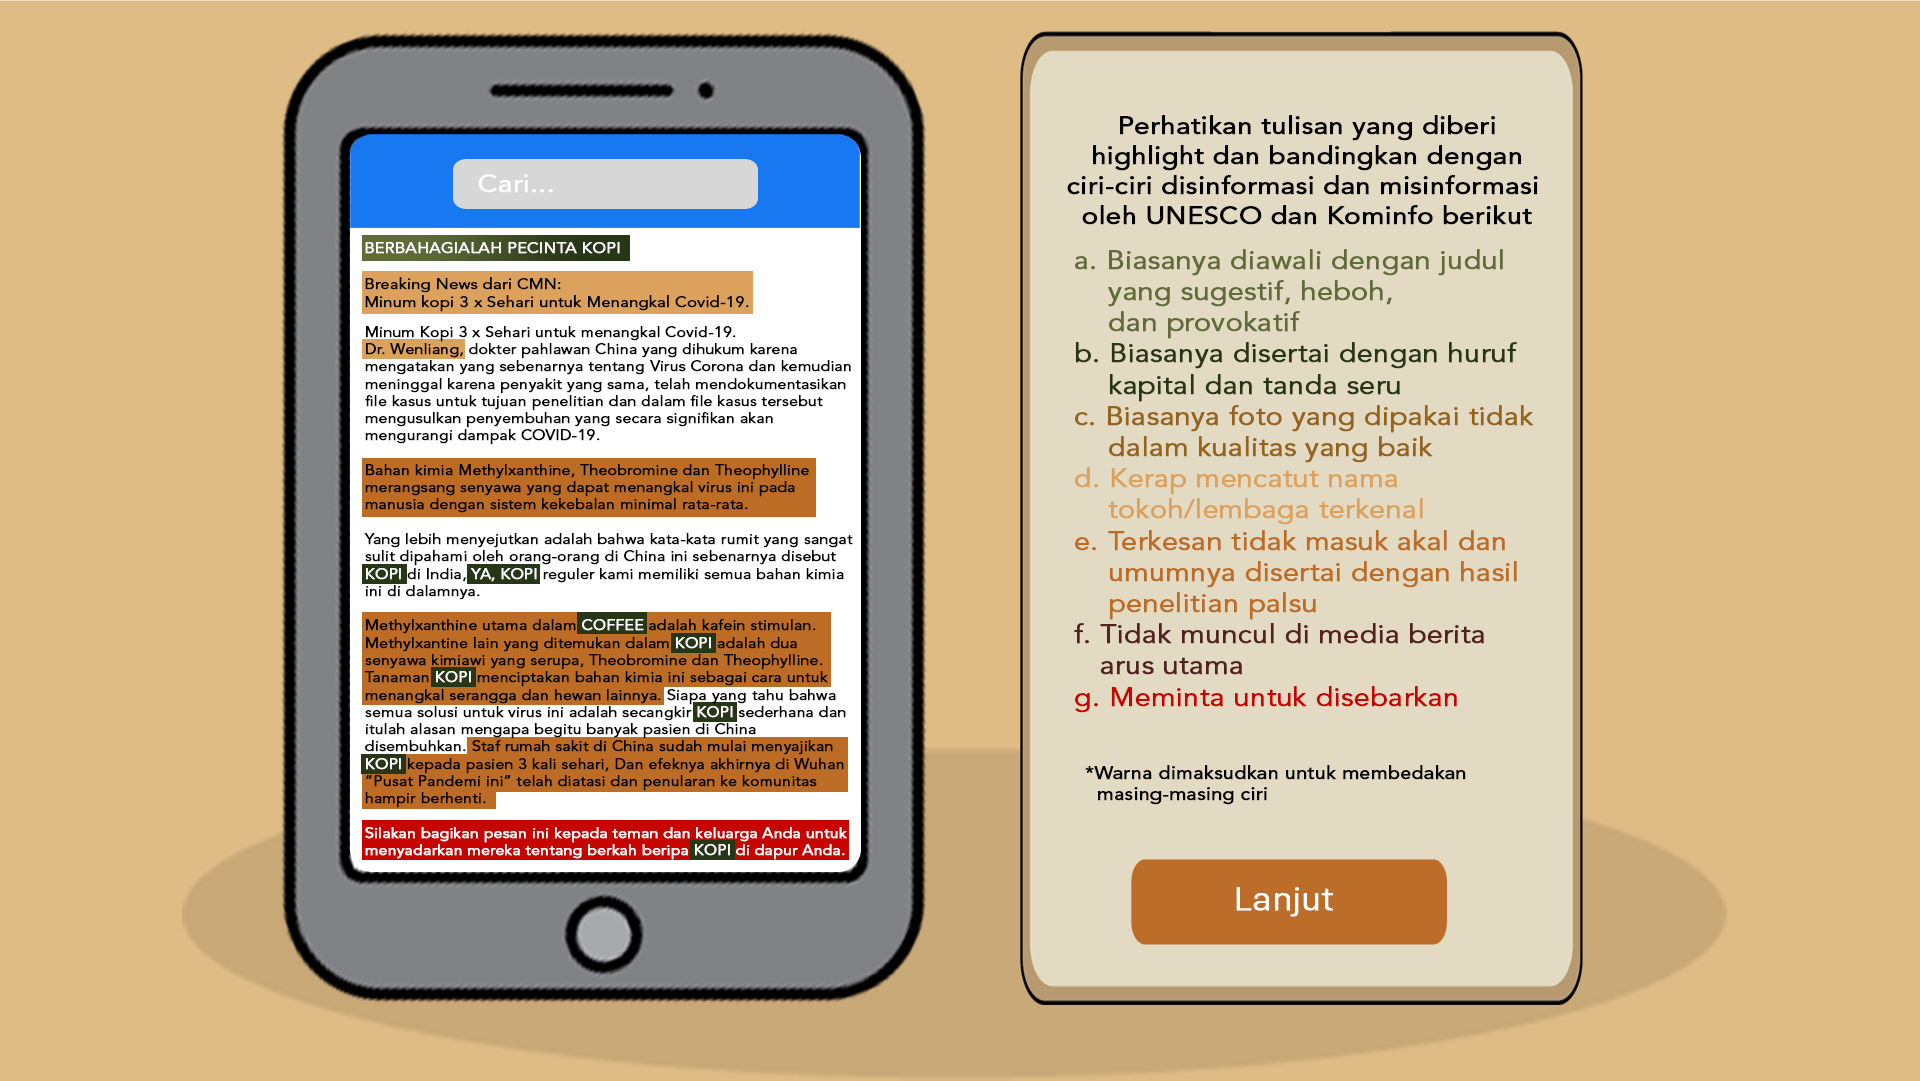 Cari...
BERBAHAGIALAH PECINTA KOPI
Breaking News dari CMN:
Minum kopi 3 x Sehari untuk Menangkal Covid-19.
Minum Kopi 3 x Sehari untuk menangkal Covid-19.
Dr. Wenliang, dokter pahlawan China yang dihukum karena
mengatakan yang sebenarnya tentang Virus Corona dan kemudian
meninggal karena penyakit yang sama, telah mendokumentasikan
file kasus untuk tujuan penelitian dan dalam file kasus tersebut
mengusulkan penyembuhan yang secara signifikan akan
mengurangi dampak COVID-19.
Bahan kimia Methylxanthine, Theobromine dan Theophylline
merangsang senyawa yang dapat menangkal virus ini pada
manusia dengan sistem kekebalan minimal rata-rata.
Yang lebih menyejutkan adalah bahwa kata-kata rumit yang sangat
sulit dipahami oleh orang-orang di China ini sebenarnya disebut
KOPI di India, YA, KOPI reguler kami memiliki semua bahan kimia
ini di dalamnya.
Methylxanthine utama dalam COFFEE adalah kafein stimulan.
Methylxantine lain yang ditemukan dalam KOPI adalah dua
senyawa kimiawi yang serupa, Theobromine dan Theophylline.
Tanaman KOPI menciptakan bahan kimia ini sebagai cara untuk
menangkal serangga dan hewan lainnya. Siapa yang tahu bahwa
semua solusi untuk virus ini adalah secangkir KOPI sederhana dan
itulah alasan mengapa begitu banyak pasien di China
disembuhkan. Staf rumah sakit di China sudah mulai menyajikan
KOPI kepada pasien 3 kali sehari, Dan efeknya akhirnya di Wuhan
“Pusat Pandemi ini” telah diatasi dan penularan ke komunitas
hampir berhenti.
Silakan bagikan pesan ini kepada teman dan keluarga Anda untuk
menyadarkan mereka tentang berkah beripa KOPI di dapur Anda.
Perhatikan tulisan yang diberi
highlight dan bandingkan dengan
ciri-ciri disinformasi dan misinformasi
oleh UNESCO dan Kominfo berikut
a. Biasanya diawali dengan judul
yang sugestif, heboh,
dan provokatif
b. Biasanya disertai dengan huruf
kapital dan tanda seru
c. Biasanya foto yang dipakai tidak
dalam kualitas yang baik
d. Kerap mencatut nama
tokoh/lembaga terkenal
e. Terkesan tidak masuk akal dan
umumnya disertai dengan hasil
penelitian palsu
f. Tidak muncul di media berita
arus utama
g. Meminta untuk disebarkan
*Warna dimaksudkan untuk membedakan
masing-masing ciri
Lanjut